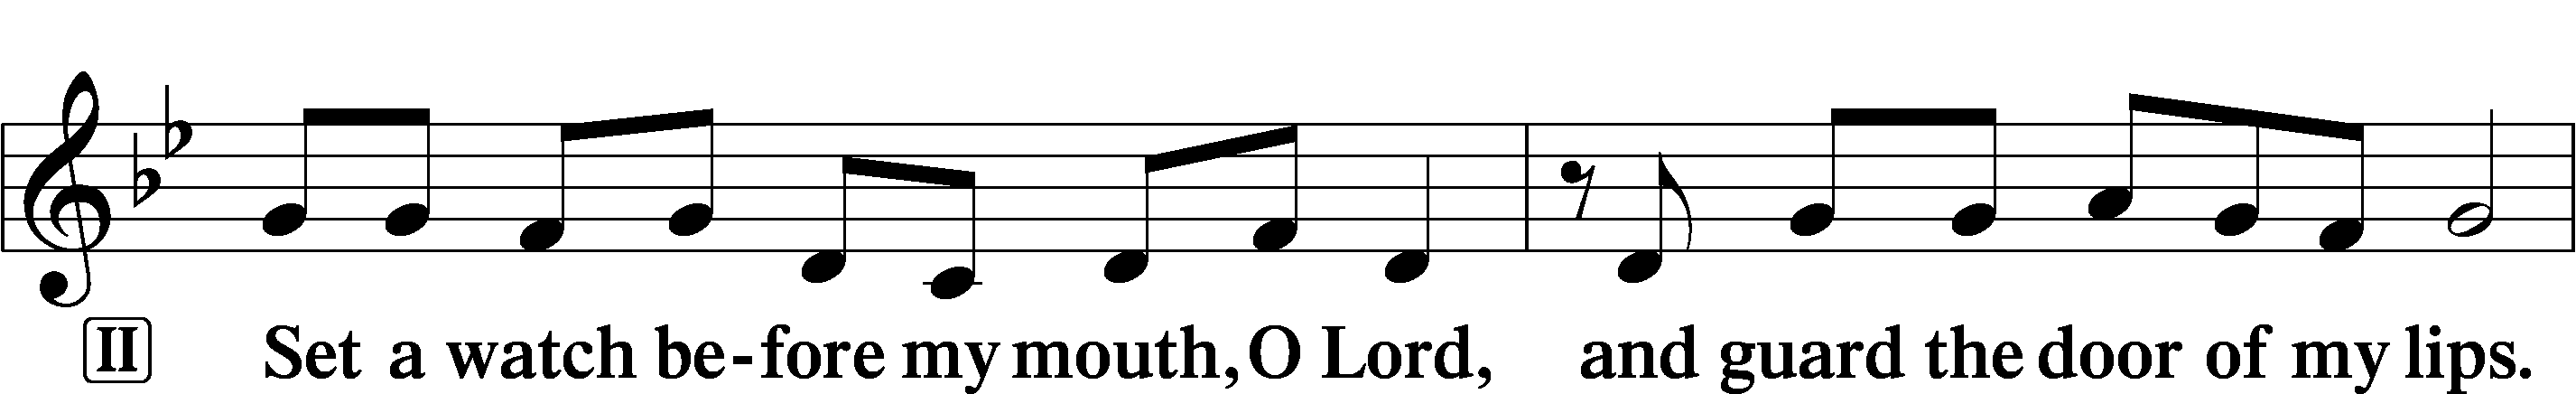 II Set a watch be-fore my mouth, O Lord, and guard the door of my lips.